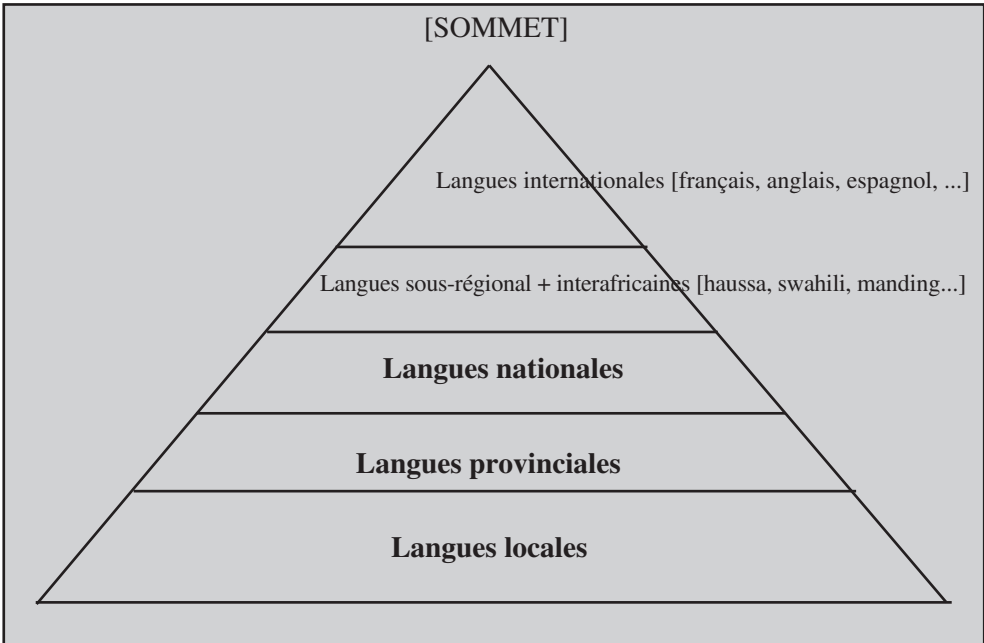 [SOMMET]
Langues internationales [français, anglais, espagnol, ...]
Langues sous-régional + interafricaines [haussa, swahili, manding...]
Langues nationales
Langues provinciales
Langues locales